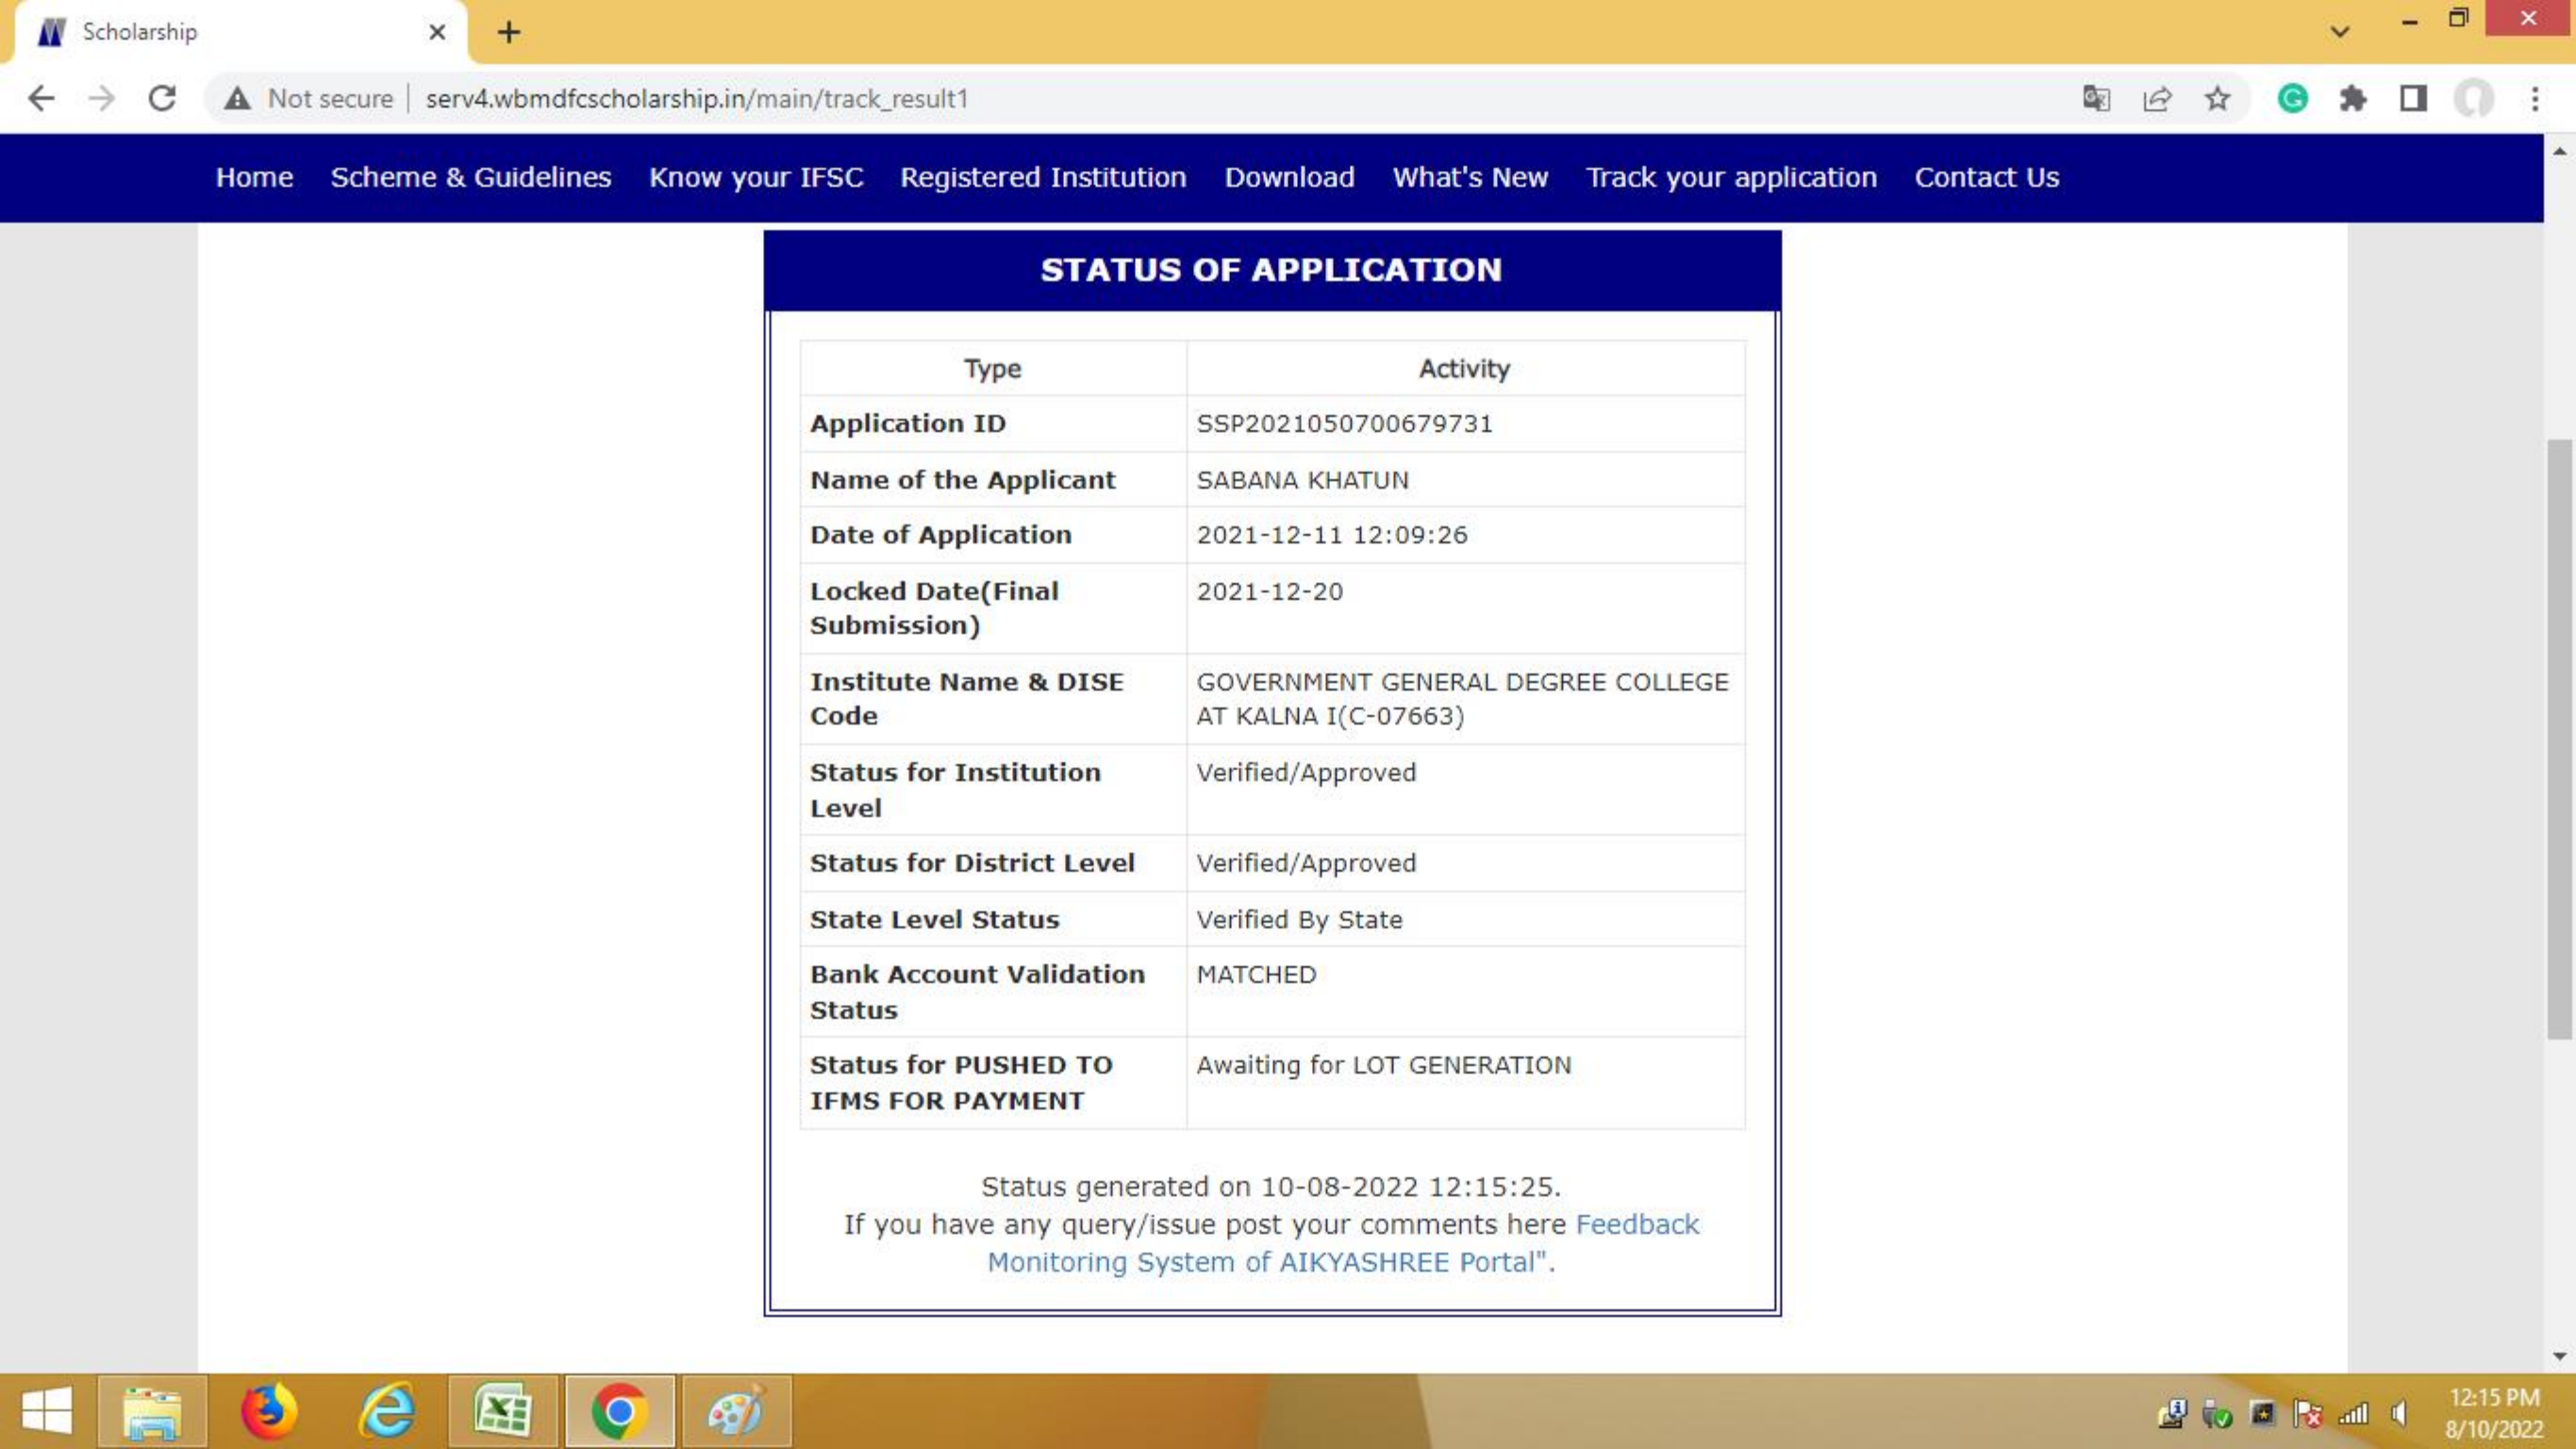 Scholarship
Not secure
serv4.wbmdfcscholarship.in/main/track_result1
Home Scheme & Guidelines Know your IFSC Registered Institution Download What's New Track your application Contact Us
STATUS OF APPLICATION
Type Activity
Application ID SSP2021050700679731
Name of the Applicant SABANA KHATUN
Date of Application 2021-12-11 12:09:26
Locked Date(Final 2021-12-20
Submission)
Institute Name & DISE GOVERNMENT GENERAL DEGREE COLLEGE
Code AT KALNA I(C-07663)
Status for Institution Verified/Approved
Level
Status for District Level Verified/Approved
State Level Status Verified By State
Bank Account Validation MATCHED
Status
Status for PUSHED TO Awaiting for LOT GENERATION
IFMS FOR PAYMENT
Status generated on 10-08-2022 12:15:25.
If you have any query/issue post your comments here Feedback
Monitoring System of AIKYASHREE Portal".
12:15 PM
8/10/2022